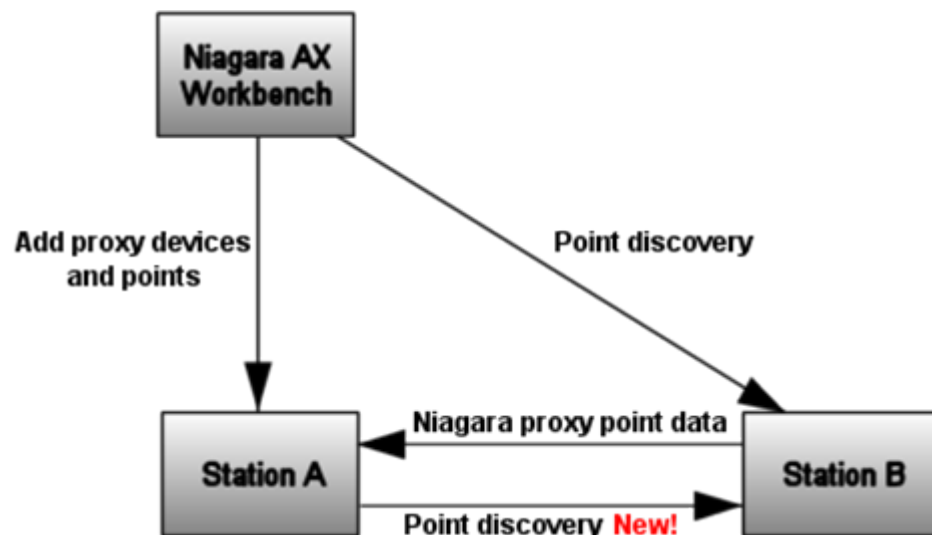 Niagara AX
Workbench
Add proxy devices
and points
Point discovery
Niagara proxy point data
Station A
Station B
Point discovery New!